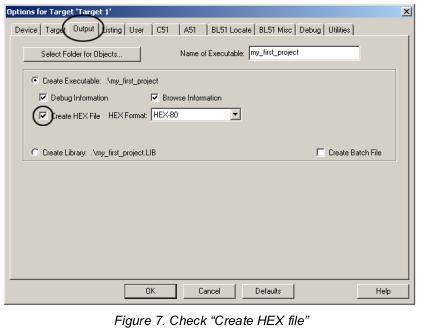 Options for Target 'Target 1'
Device Target Output Listing User C51 A51 BL51 Locate BL51 Misc Debug Utilities
Select Folder for Objects... Name of Executable: my_first_project
Create Executable: .\my_first_project
Debug Information Browse Information
Create HEX File HEX Format: HEX-80
Create Library: .\my_first_project.LIB Create Batch File
OK Cancel Defaults Help
Figure 7. Check “Create HEX file”